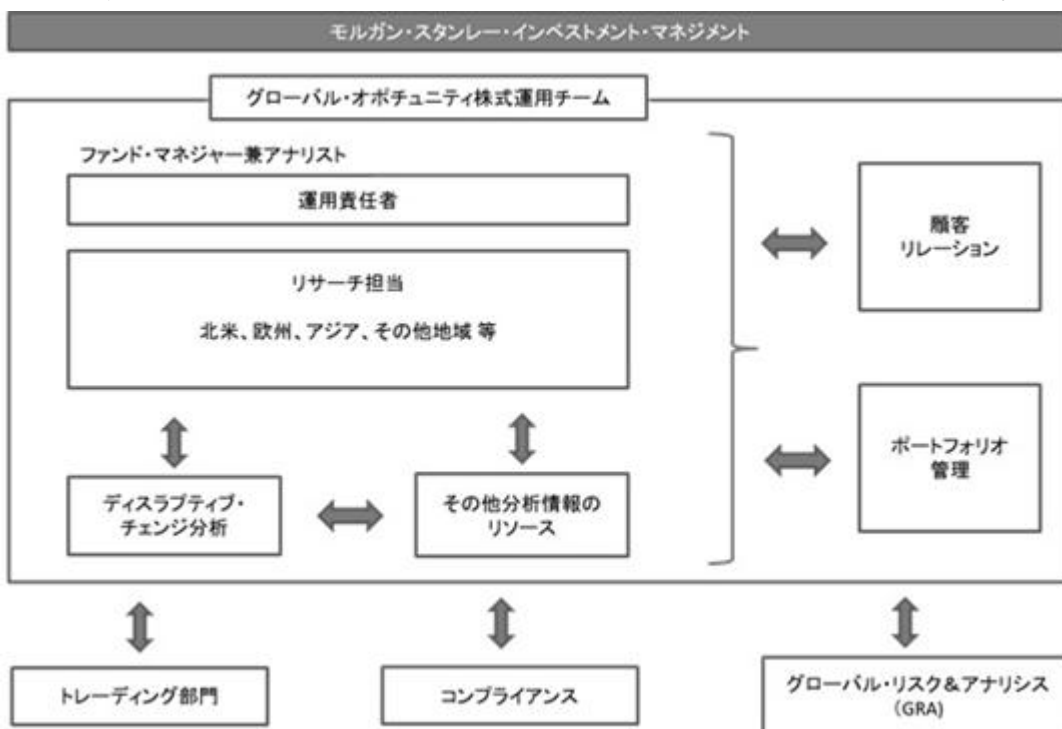 モルガン・スタンレー・インベストメント・マネジメント
グローバル・オポチュニティ株式運用チーム
ファンド・マネジャー兼アナリスト
運用責任者
リサーチ担当
北米、欧州、アジア、その他地域 等
顧客
リレーション
ディスラプティブ・
チェンジ分析
その他分析情報の
リソース
ポートフォリオ
管理
トレーディング部門
コンプライアンス
グローバル・リスク&アナリシス
(GRA)